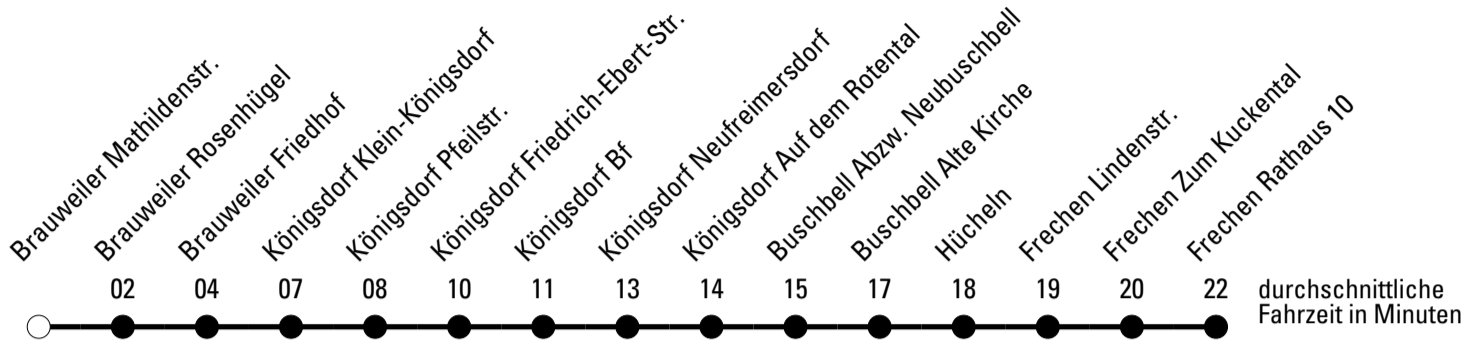 Brauweiler Mathildenstr.
Brauweiler Rosenhügel
Brauweiler Friedhof
Königsdorf Klein-Königsdorf
Königsdorf Pfeilstr.
Königsdorf Friedrich-Ebert-Str.
Königsdorf Bf
Königsdorf Neufreimersdorf
Königsdorf Auf dem Rotental
Buschbell Abzw. Neubuschbell
Buschbell Alte Kirche
Hücheln
Frechen Lindenstr.
Frechen Zum Kuckental
Frechen Rathaus 10
02 04 07 08 10 11 13 14 15 17 18 19 20 22
durchschnittliche
Fahrzeit in Minuten